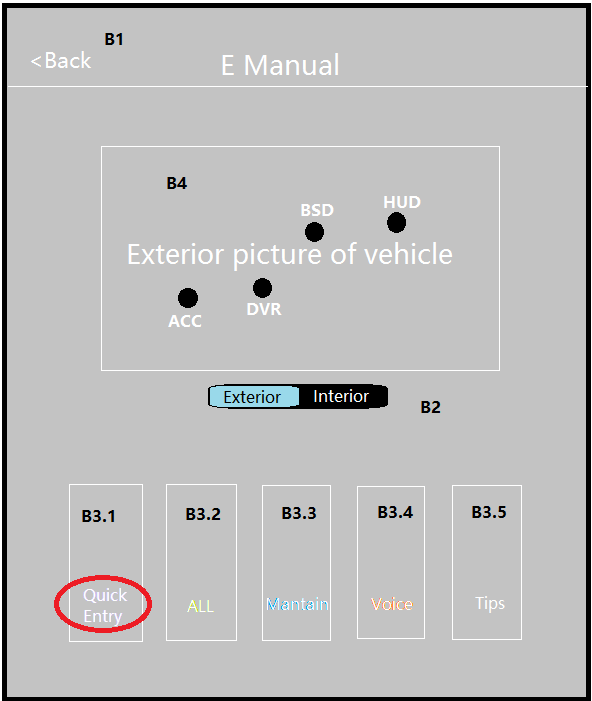 B1
<Back
E Manual
B4
BSD
HUD
Exterior picture of vehicle
ACC
DVR
Exterior
Interior
B2
B3.1
B3.2
B3.3
B3.4
B3.5
Quick
Entry
ALL
Mantain
Voice
Tips